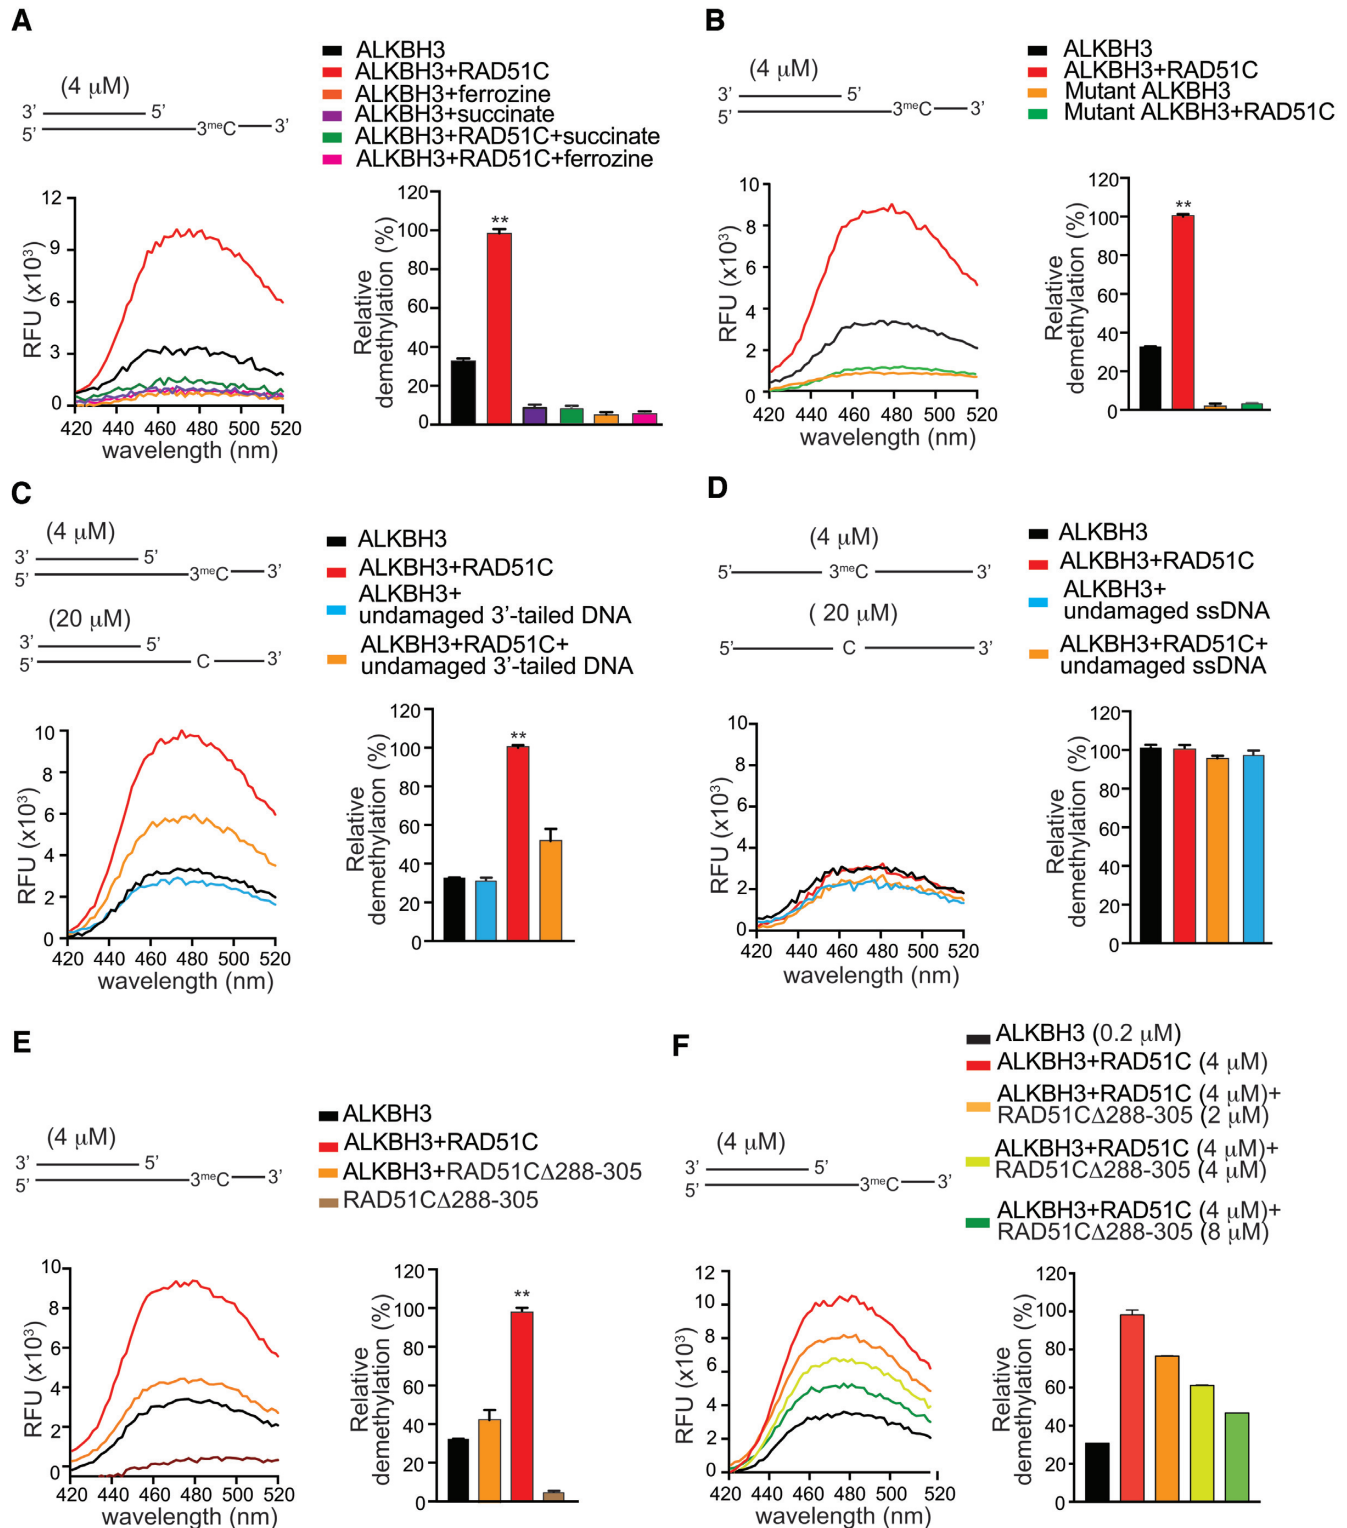 A
(4 μM)
3’ 5’
5’ 3meC 3’
ALKBH3
ALKBH3+RAD51C
ALKBH3+ferrozine
ALKBH3+succinate
ALKBH3+RAD51C+succinate
ALKBH3+RAD51C+ferrozine
RFU (x10³)
12
9
6
3
0
420 440 460 480 500 520
wavelength (nm)
Relative
demethylation (%)
120
100
80
60
40
20
0
**
B
(4 μM)
3’ 5’
5’ 3meC 3’
ALKBH3
ALKBH3+RAD51C
Mutant ALKBH3
Mutant ALKBH3+RAD51C
RFU (x10³)
10
8
6
4
2
0
420 440 460 480 500 520
wavelength (nm)
Relative
demethylation (%)
120
100
80
60
40
20
0
**
C
(4 μM)
3’ 5’
5’ 3meC 3’
(20 μM)
3’ 5’
5’ C 3’
ALKBH3
ALKBH3+RAD51C
ALKBH3+
undamaged 3’-tailed DNA
ALKBH3+RAD51C+
undamaged 3’-tailed DNA
RFU (x10³)
10
8
6
4
2
0
420 440 460 480 500 520
wavelength (nm)
Relative
demethylation (%)
120
100
80
60
40
20
0
**
D
(4 μM)
5’ 3meC 3’
( 20 μM)
5’ C 3’
ALKBH3
ALKBH3+RAD51C
ALKBH3+
undamaged ssDNA
ALKBH3+RAD51C+
undamaged ssDNA
RFU (x10³)
10
8
6
4
2
0
420 440 460 480 500 520
wavelength (nm)
Relative
demethylation (%)
120
100
80
60
40
20
0
E
(4 μM)
3’ 5’
5’ 3meC 3’
ALKBH3
ALKBH3+RAD51C
ALKBH3+RAD51CΔ288-305
RAD51CΔ288-305
RFU (x10³)
10
8
6
4
2
0
420 440 460 480 500 520
wavelength (nm)
Relative
demethylation (%)
120
100
80
60
40
20
0
**
F
(4 μM)
3’ 5’
5’ 3meC 3’
ALKBH3 (0.2 μM)
ALKBH3+RAD51C (4 μM)
ALKBH3+RAD51C (4 μM)+
RAD51CΔ288-305 (2 μM)
ALKBH3+RAD51C (4 μM)+
RAD51CΔ288-305 (4 μM)
ALKBH3+RAD51C (4 μM)+
RAD51CΔ288-305 (8 μM)
RFU (x10³)
12
10
8
6
4
2
0
420 440 460 480 500 520
wavelength (nm)
Relative
demethylation (%)
120
100
80
60
40
20
0